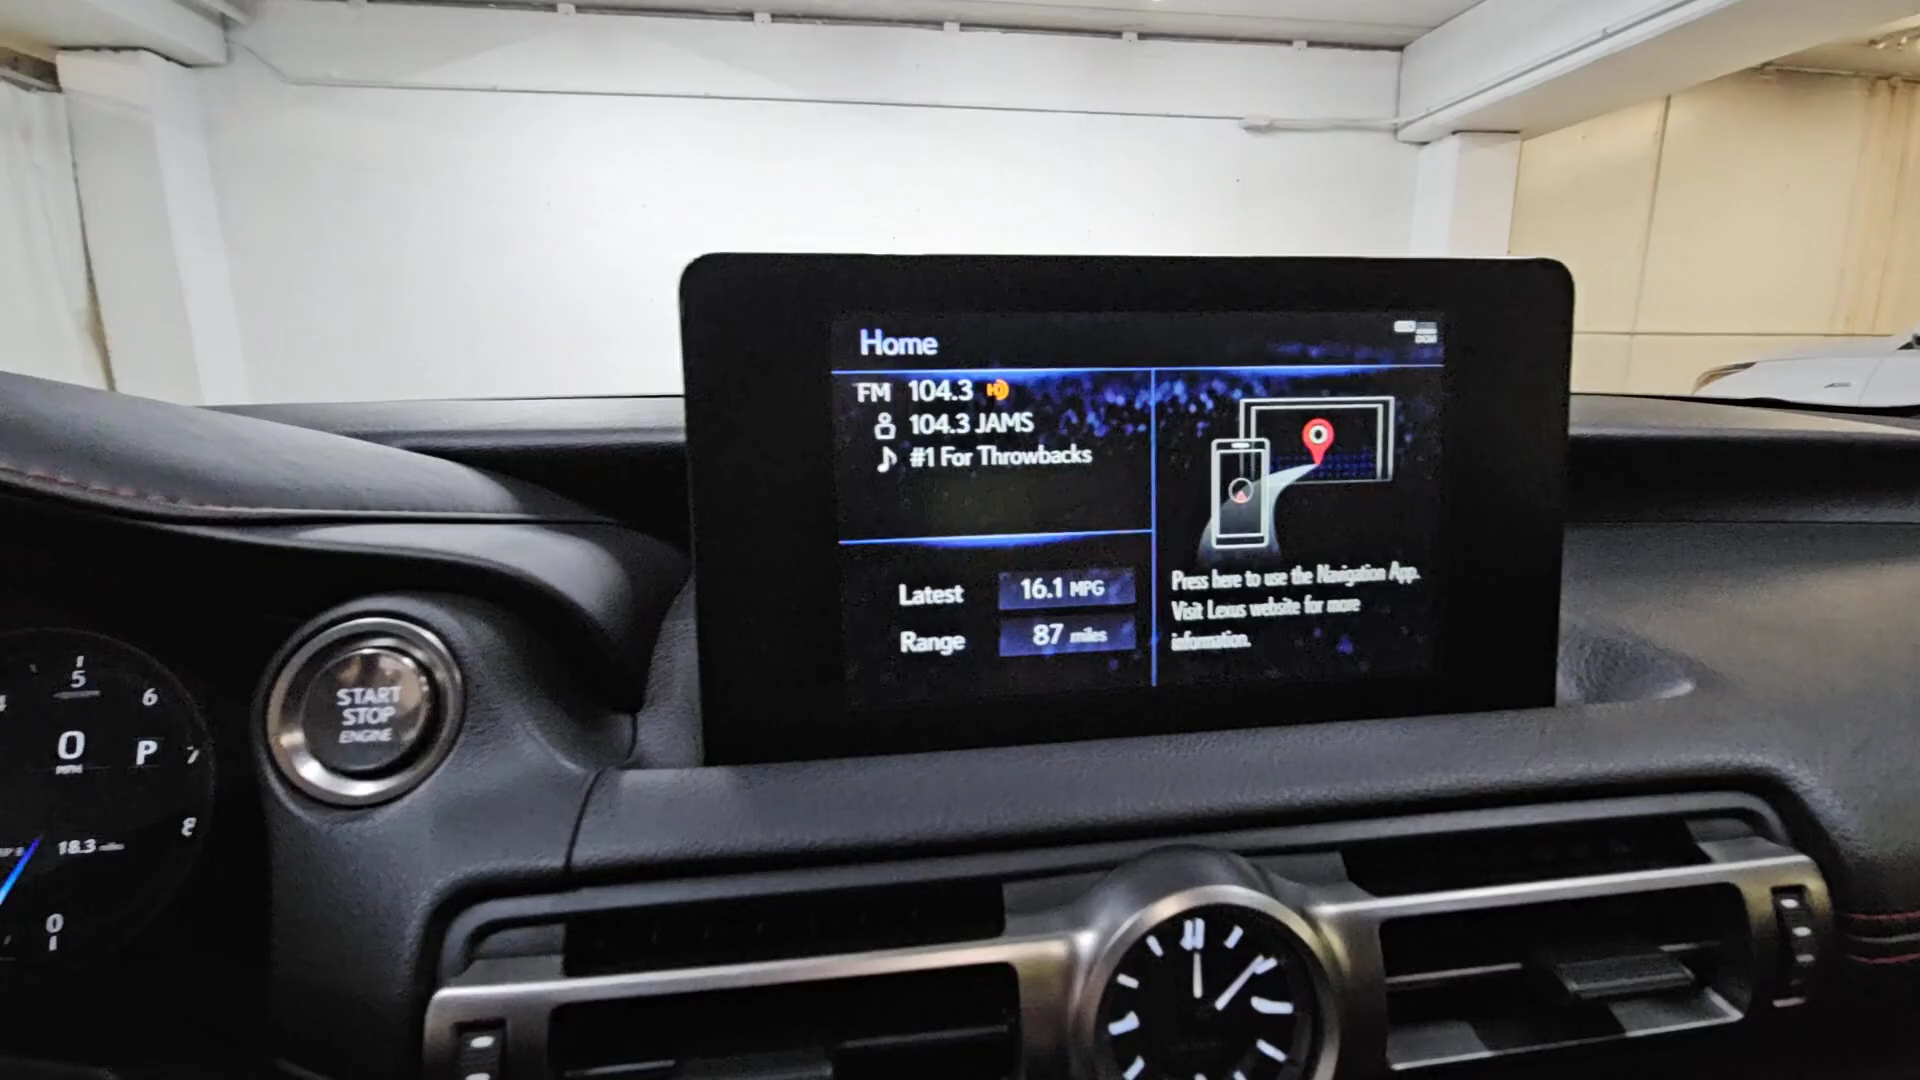 Home
FM 104.3
104.3 JAMS
#1 For Throwbacks
Latest 16.1 MPG
Range 87 miles
Press here to use the Navigation App.
Visit Lexus website for more
information.
START
STOP
ENGINE
5
6
0
MPH
P
7
8
18.3 miles
0